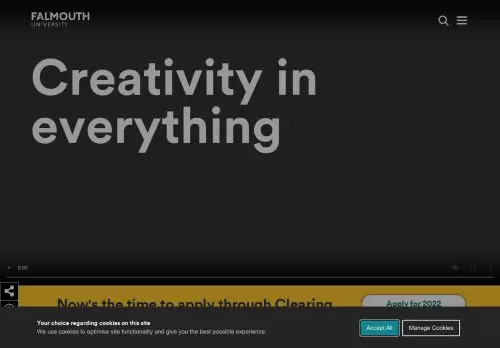 FALMOUTH
UNIVERSITY
Creativity in
everything
0:00
Now's the time to apply through Clearing
Apply for 2022
Your choice regarding cookies on this site
We use cookies to optimise site functionality and give you the best possible experience.
Accept All
Manage Cookies